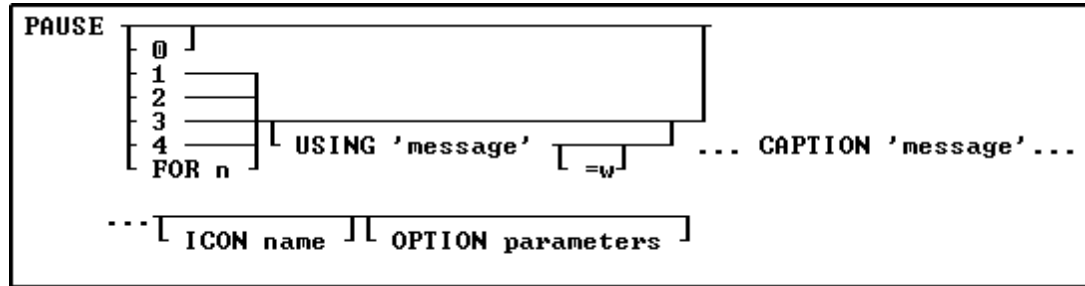 PAUSE
0
1
2
3
4 USING 'message' ... CAPTION 'message'...
FOR n =w
... ICON name OPTION parameters